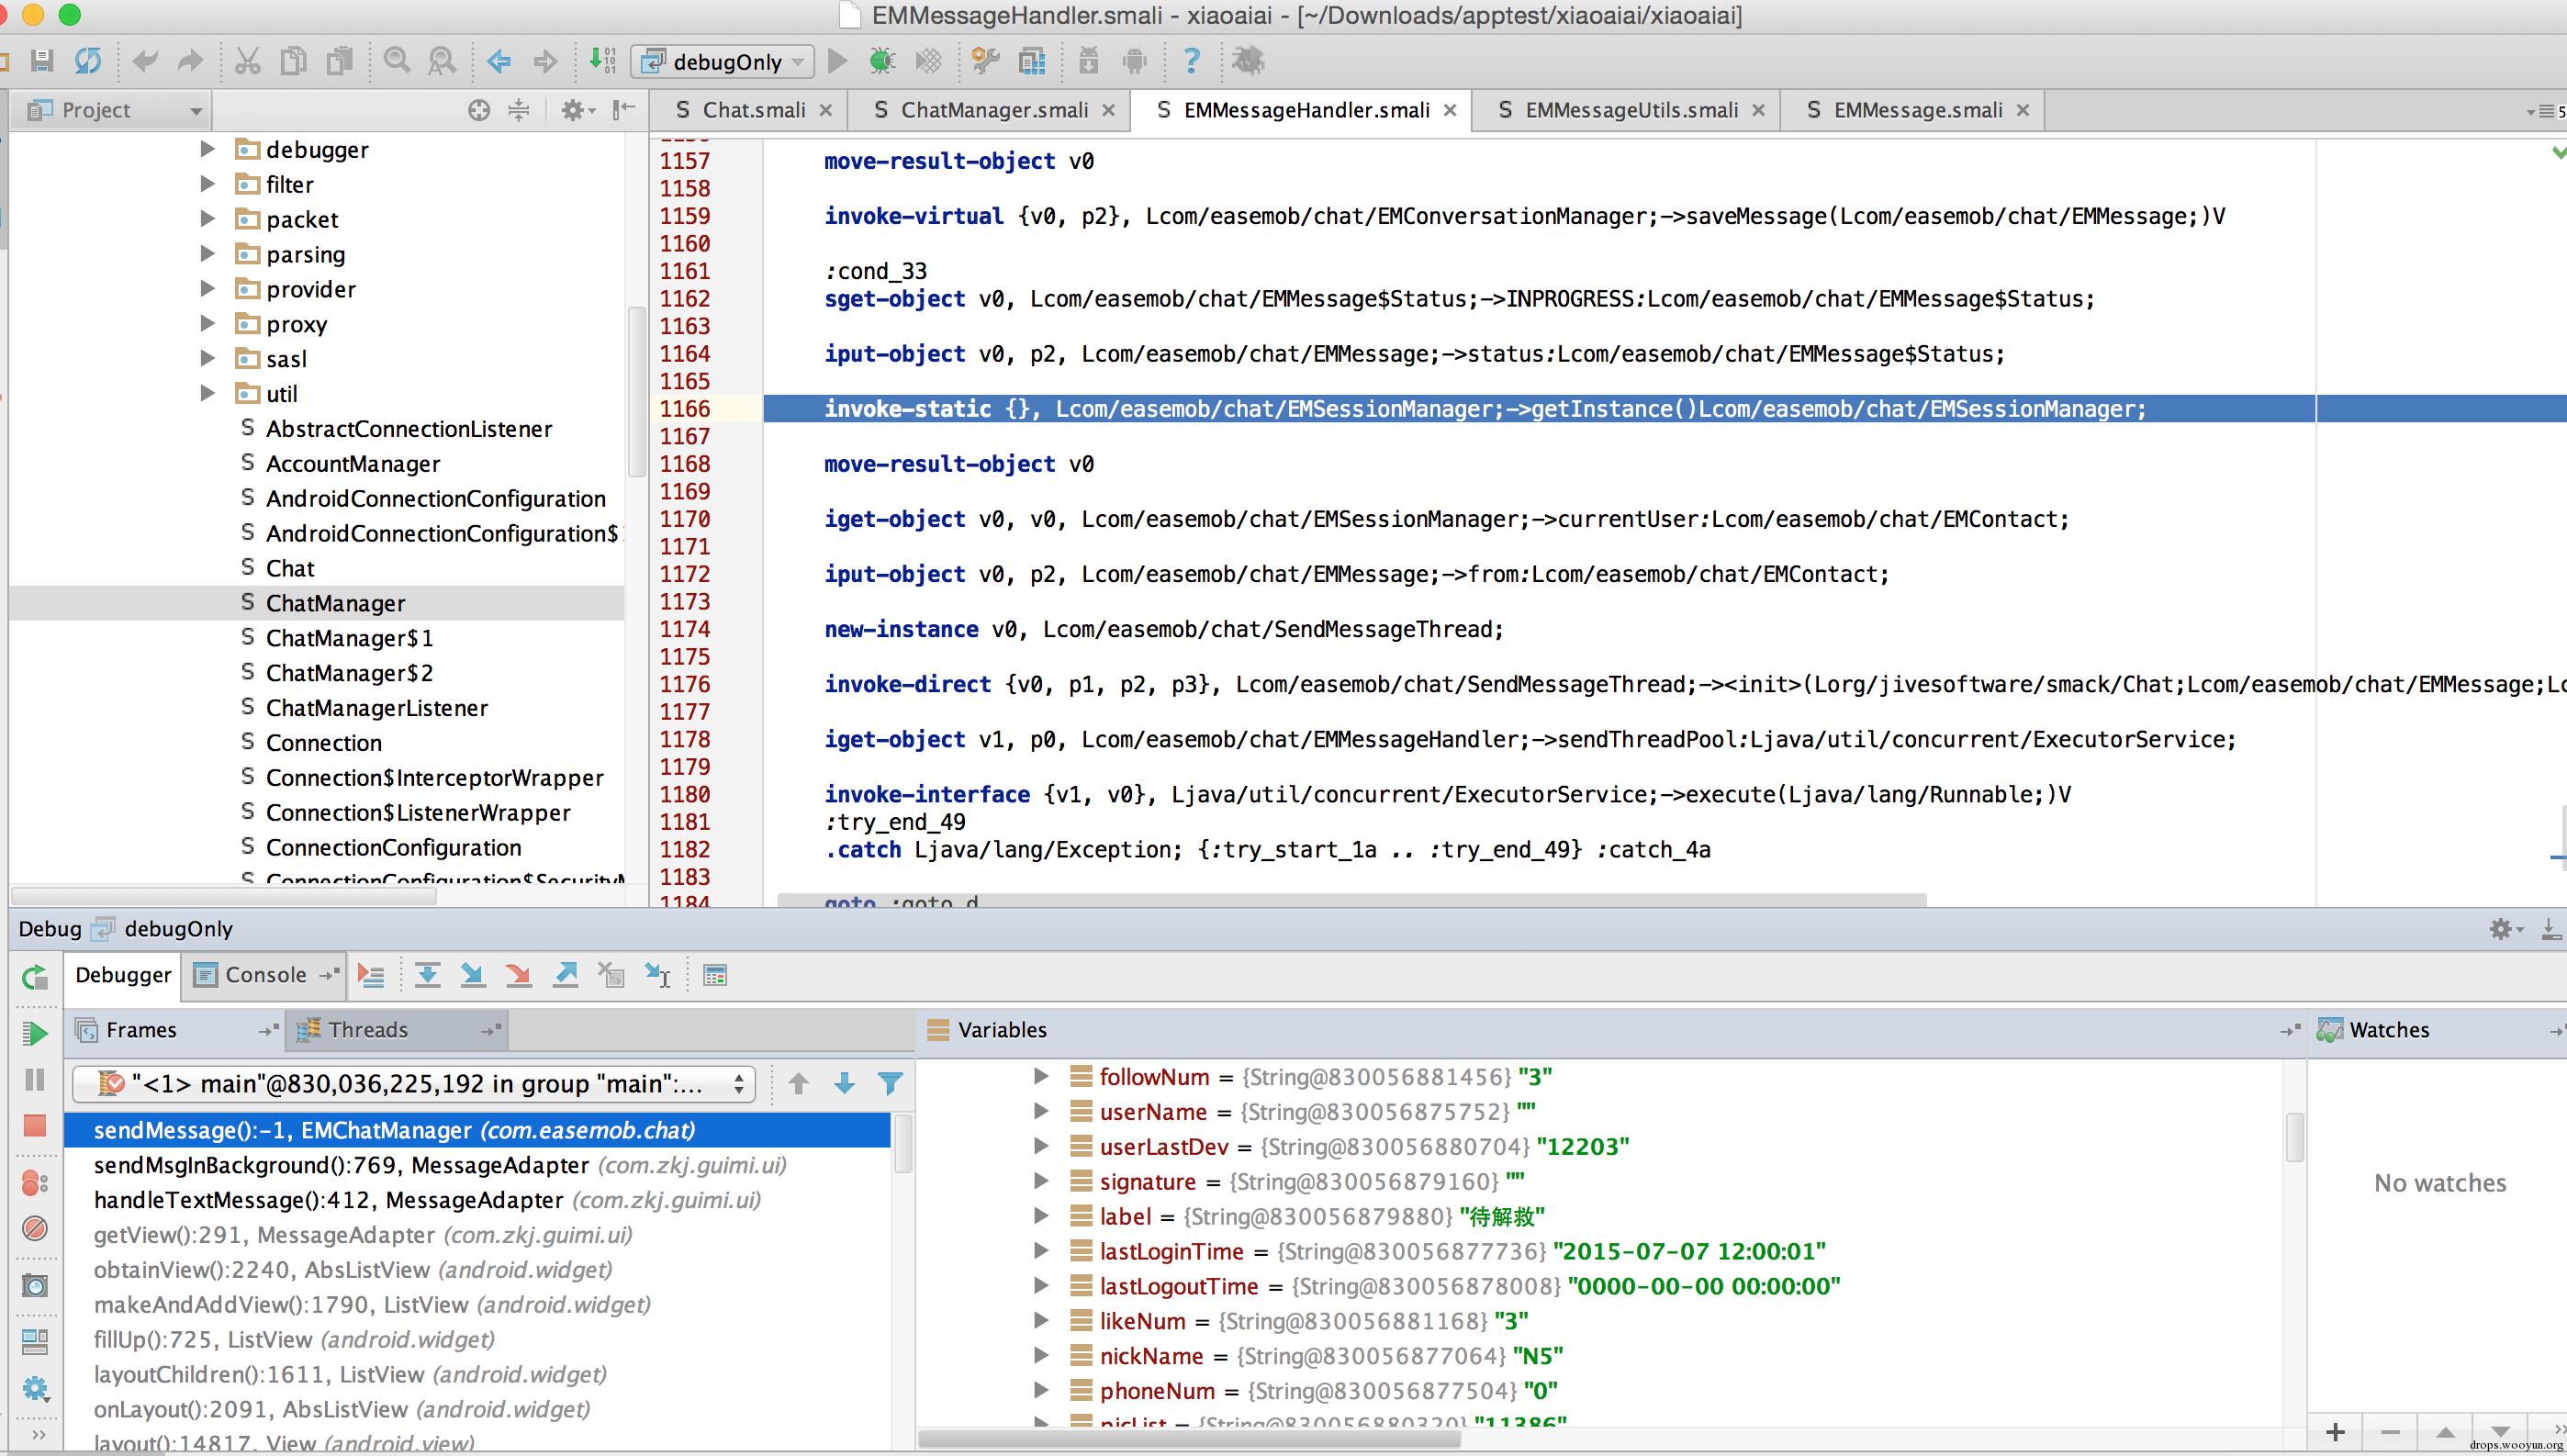 EMMessageHandler.smali - xiaoaiai - [~/Downloads/apptest/xiaoaiai/xiaoaiai]
debugOnly
Project
Chat.smali
ChatManager.smali
EMMessageHandler.smali
EMMessageUtils.smali
EMMessage.smali
5
debugger
filter
packet
parsing
provider
proxy
sasl
util
AbstractConnectionListener
AccountManager
AndroidConnectionConfiguration
AndroidConnectionConfiguration$
Chat
ChatManager
ChatManager$1
ChatManager$2
ChatManagerListener
Connection
Connection$InterceptorWrapper
Connection$ListenerWrapper
ConnectionConfiguration
1157 move-result-object v0
1158
1159 invoke-virtual {v0, p2}, Lcom/easemob/chat/EMConversationManager;->saveMessage(Lcom/easemob/chat/EMMessage;)V
1160
1161 :cond_33
1162 sget-object v0, Lcom/easemob/chat/EMMessage$Status;->INPROGRESS:Lcom/easemob/chat/EMMessage$Status;
1163
1164 iput-object v0, p2, Lcom/easemob/chat/EMMessage;->status:Lcom/easemob/chat/EMMessage$Status;
1165
1166 invoke-static {}, Lcom/easemob/chat/EMSessionManager;->getInstance()Lcom/easemob/chat/EMSessionManager;
1167
1168 move-result-object v0
1169
1170 iget-object v0, v0, Lcom/easemob/chat/EMSessionManager;->currentUser:Lcom/easemob/chat/EMContact;
1171
1172 iput-object v0, p2, Lcom/easemob/chat/EMMessage;->from:Lcom/easemob/chat/EMContact;
1173
1174 new-instance v0, Lcom/easemob/chat/SendMessageThread;
1175
1176 invoke-direct {v0, p1, p2, p3}, Lcom/easemob/chat/SendMessageThread;-><init>(Lorg/jivesoftware/smack/Chat;Lcom/easemob/chat/EMMessage;Lc
1177
1178 iget-object v1, p0, Lcom/easemob/chat/EMMessageHandler;->sendThreadPool:Ljava/util/concurrent/ExecutorService;
1179
1180 invoke-interface {v1, v0}, Ljava/util/concurrent/ExecutorService;->execute(Ljava/lang/Runnable;)V
1181 :try_end_49
1182 .catch Ljava/lang/Exception; {:try_start_1a .. :try_end_49} :catch_4a
1183
1184 goto :goto_d
Debug debugOnly
Debugger
Console
Frames
Threads
"<1> main"@830,036,225,192 in group "main":...
sendMessage():-1, EMChatManager (com.easemob.chat)
sendMsgInBackground():769, MessageAdapter (com.zkj.guimi.ui)
handleTextMessage():412, MessageAdapter (com.zkj.guimi.ui)
getView():291, MessageAdapter (com.zkj.guimi.ui)
obtainView():2240, AbsListView (android.widget)
makeAndAddView():1790, ListView (android.widget)
fillUp():725, ListView (android.widget)
layoutChildren():1611, ListView (android.widget)
onLayout():2091, AbsListView (android.widget)
layout():14817, View (android.view)
Variables
followNum = {String@830056881456} "3"
userName = {String@830056875752} ""
userLastDev = {String@830056880704} "12203"
signature = {String@830056879160} ""
label = {String@830056879880} "待解救"
lastLoginTime = {String@830056877736} "2015-07-07 12:00:01"
lastLogoutTime = {String@830056878008} "0000-00-00 00:00:00"
likeNum = {String@830056881168} "3"
nickName = {String@830056877064} "N5"
phoneNum = {String@830056877504} "0"
picList = {String@830056880320} "11386"
Watches
No watches
drops.wooyun.org